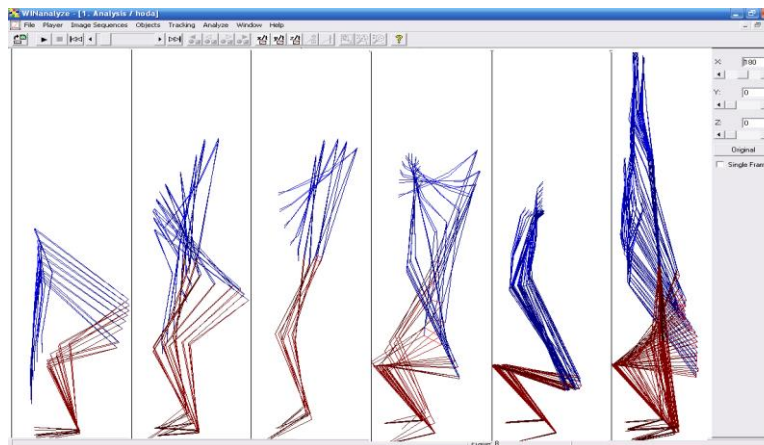 WINanalyze - [1. Analysis / hoda]
File Player Image Sequences Objects Tracking Analyze Window Help
X: 180
Y: 0
Z: 0
Original
Single Fram